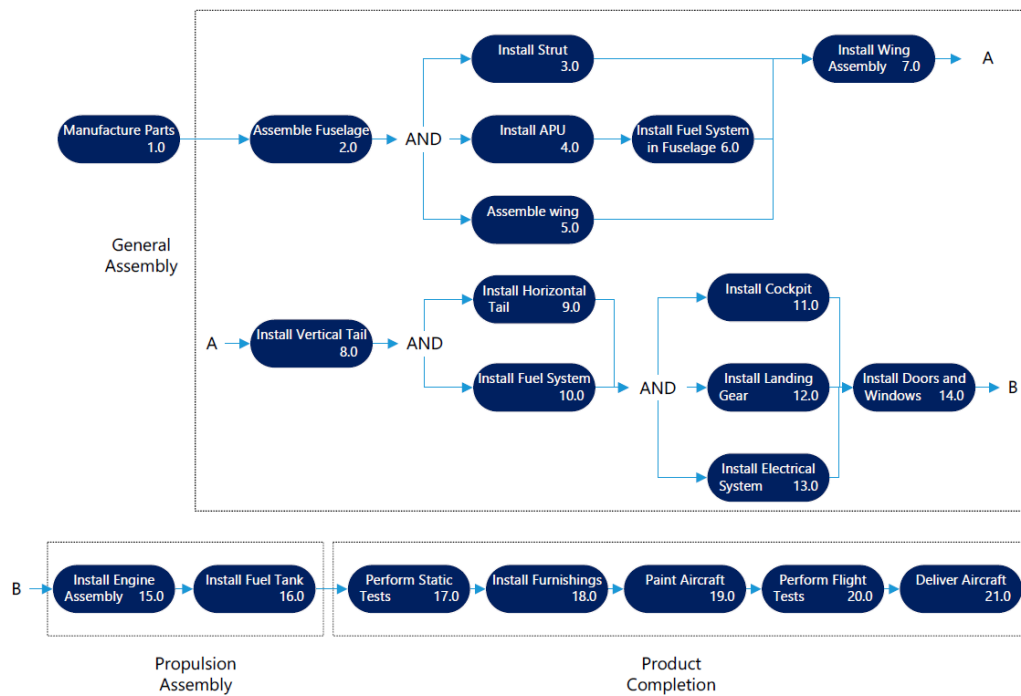 Install Strut
3.0
Install Wing
Assembly 7.0
A
Manufacture Parts
1.0
Assemble Fuselage
2.0
AND
Install APU
4.0
Install Fuel System
in Fuselage 6.0
Assemble wing
5.0
General
Assembly
Install Horizontal
Tail 9.0
Install Cockpit
11.0
A
Install Vertical Tail
8.0
AND
Install Fuel System
10.0
AND
Install Landing
Gear 12.0
Install Doors and
Windows 14.0
B
Install Electrical
System 13.0
B
Install Engine
Assembly 15.0
Install Fuel Tank
16.0
Perform Static
Tests 17.0
Install Furnishings
18.0
Paint Aircraft
19.0
Perform Flight
Tests 20.0
Deliver Aircraft
21.0
Propulsion
Assembly
Product
Completion